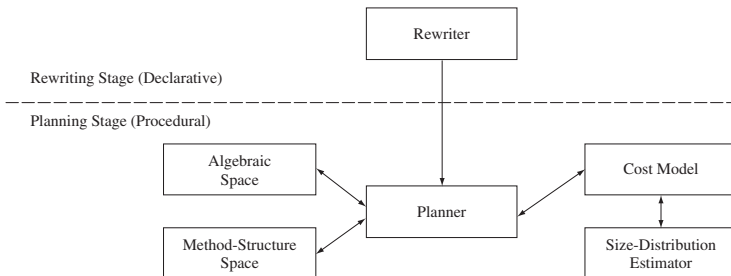 Rewriter
Rewriting Stage (Declarative)
Planning Stage (Procedural)
Algebraic
Space
Cost Model
Planner
Method-Structure
Space
Size-Distribution
Estimator